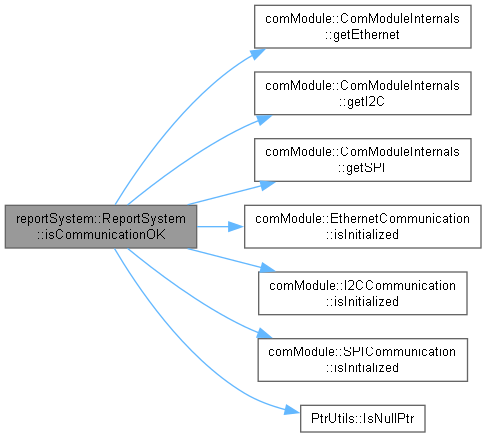 comModule::ComModuleInternals
::getEthernet
comModule::ComModuleInternals
::getI2C
comModule::ComModuleInternals
::getSPI
reportSystem::ReportSystem
::isCommunicationOK
comModule::EthernetCommunication
::isInitialized
comModule::I2CCommunication
::isInitialized
comModule::SPICommunication
::isInitialized
PtrUtils::IsNullPtr